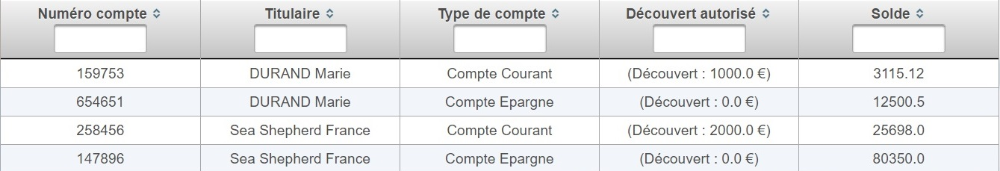 Numéro compte Titulaire Type de compte Découvert autorisé Solde
159753 DURAND Marie Compte Courant (Découvert : 1000.0 €) 3115.12
654651 DURAND Marie Compte Epargne (Découvert : 0.0 €) 12500.5
258456 Sea Shepherd France Compte Courant (Découvert : 2000.0 €) 25698.0
147896 Sea Shepherd France Compte Epargne (Découvert : 0.0 €) 80350.0